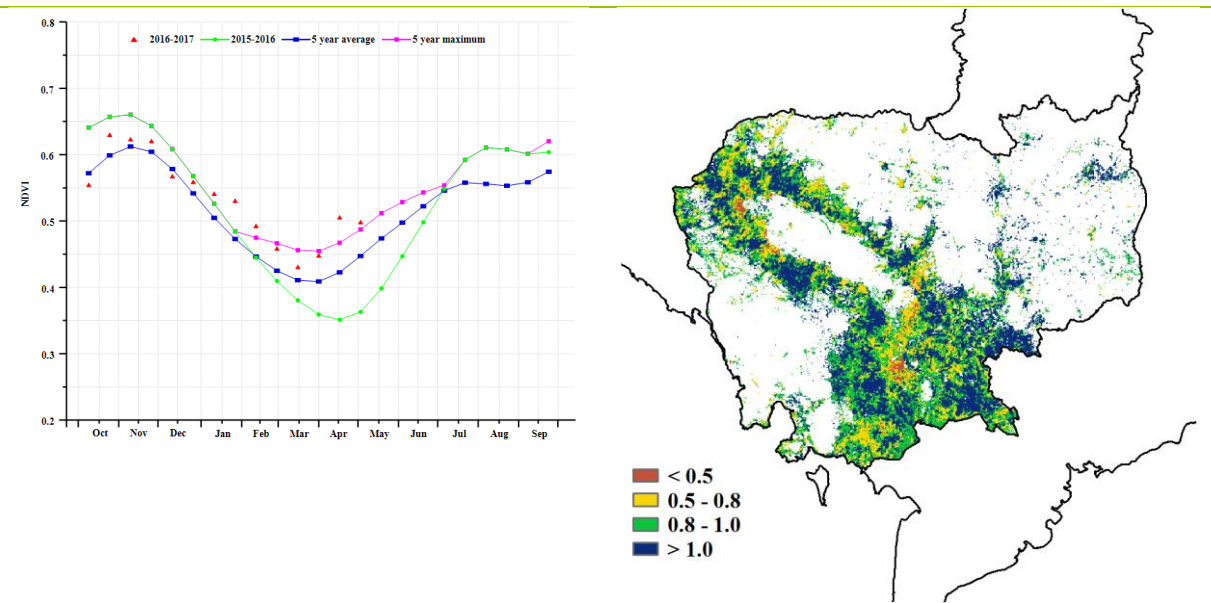 0.8
2016-2017 2015-2016 5 year average 5 year maximum
0.7
0.6
NDVI
0.5
0.4
0.3
0.2
Oct Nov Dec Jan Feb Mar Apr May Jun Jul Aug Sep
< 0.5
0.5 - 0.8
0.8 - 1.0
> 1.0